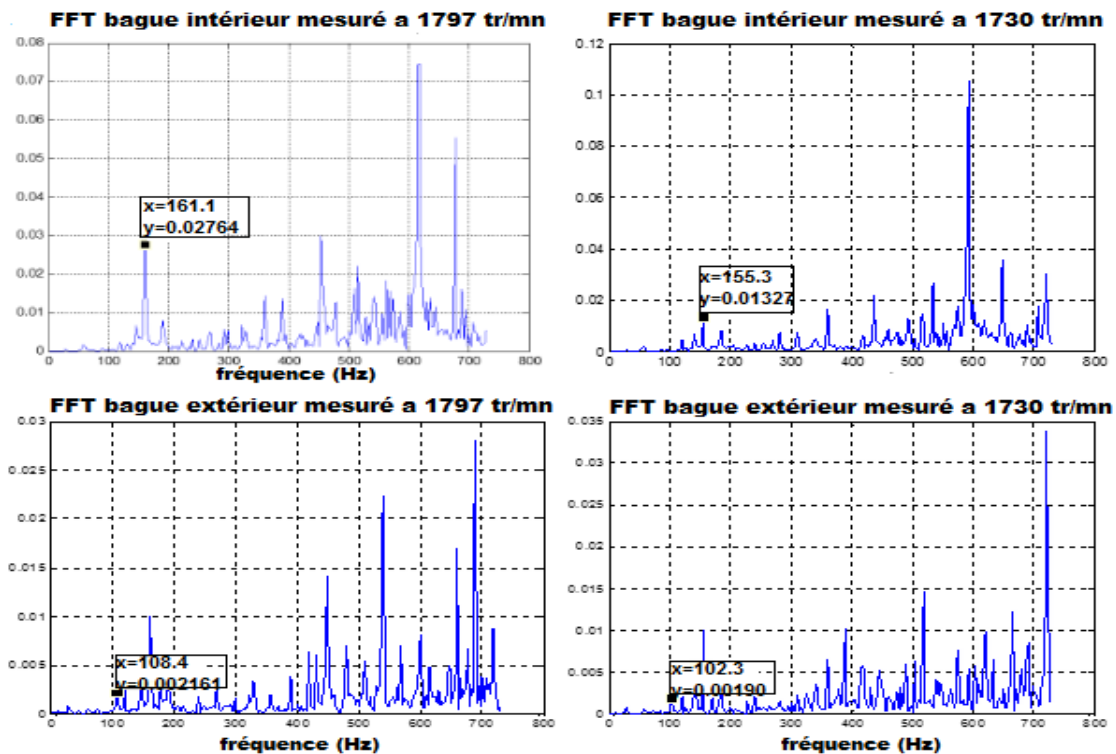 FFT bague intérieur mesuré a 1797 tr/mn
0.08
0.07
0.06
0.05
0.04
0.03
0.02
0.01
0
x=161.1
y=0.02764
0 100 200 300 400 500 600 700 800
fréquence (Hz)
FFT bague intérieur mesuré a 1730 tr/mn
0.12
0.1
0.08
0.06
0.04
0.02
0
x=155.3
y=0.01327
0 100 200 300 400 500 600 700 800
FFT bague extérieur mesuré a 1797 tr/mn
0.03
0.025
0.02
0.015
0.01
0.005
0
x=108.4
y=0.002161
0 100 200 300 400 500 600 700 800
fréquence (Hz)
FFT bague extérieur mesuré a 1730 tr/mn
0.035
0.03
0.025
0.02
0.015
0.01
0.005
0
x=102.3
y=0.00190
0 100 200 300 400 500 600 700 800
fréquence (Hz)